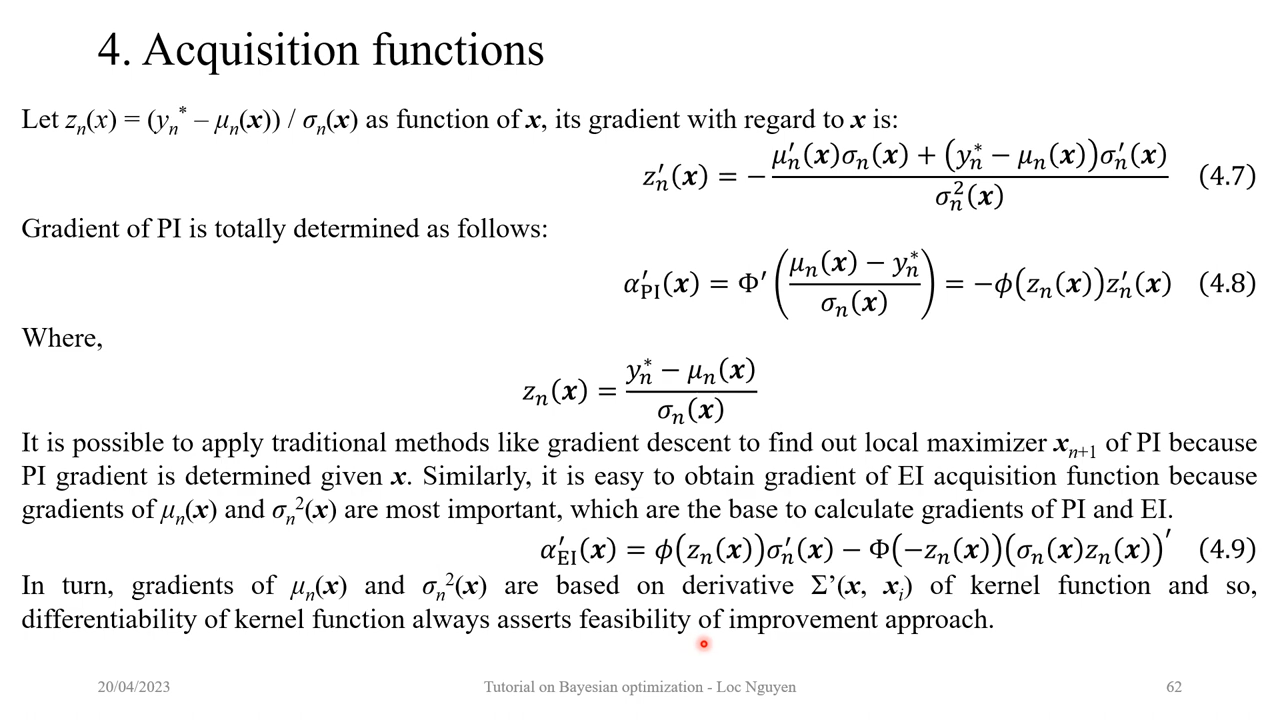 4. Acquisition functions
Let zₙ(x) = (yₙ* – μₙ(𝒙)) / σₙ(𝒙) as function of 𝒙, its gradient with regard to 𝒙 is:
z′ₙ(𝒙) = − (μ′ₙ(𝒙)σₙ(𝒙) + (yₙ* − μₙ(𝒙))σ′ₙ(𝒙)) / σₙ²(𝒙) (4.7)
Gradient of PI is totally determined as follows:
α′PI(𝒙) = Φ′((μₙ(𝒙) − yₙ*) / σₙ(𝒙)) = −ϕ(zₙ(𝒙))z′ₙ(𝒙) (4.8)
Where,
zₙ(𝒙) = (yₙ* − μₙ(𝒙)) / σₙ(𝒙)
It is possible to apply traditional methods like gradient descent to find out local maximizer 𝒙ₙ₊₁ of PI because
PI gradient is determined given 𝒙. Similarly, it is easy to obtain gradient of EI acquisition function because
gradients of μₙ(𝒙) and σₙ²(𝒙) are most important, which are the base to calculate gradients of PI and EI.
α′EI(𝒙) = ϕ(zₙ(𝒙))σ′ₙ(𝒙) − Φ(−zₙ(𝒙))(σₙ(𝒙)zₙ(𝒙))′ (4.9)
In turn, gradients of μₙ(𝒙) and σₙ²(𝒙) are based on derivative Σ’(𝒙, 𝒙ᵢ) of kernel function and so,
differentiability of kernel function always asserts feasibility of improvement approach.
20/04/2023 Tutorial on Bayesian optimization - Loc Nguyen 62